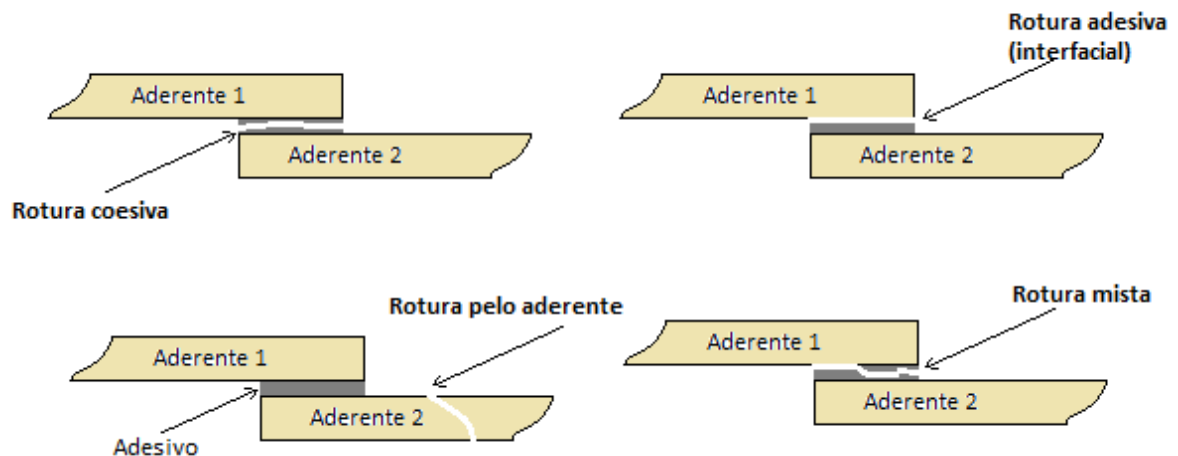 Rotura adesiva
(interfacial)
Aderente 1
Aderente 2
Rotura coesiva
Aderente 1
Aderente 2
Rotura pelo aderente
Aderente 1
Aderente 2
Adesivo
Rotura mista
Aderente 1
Aderente 2